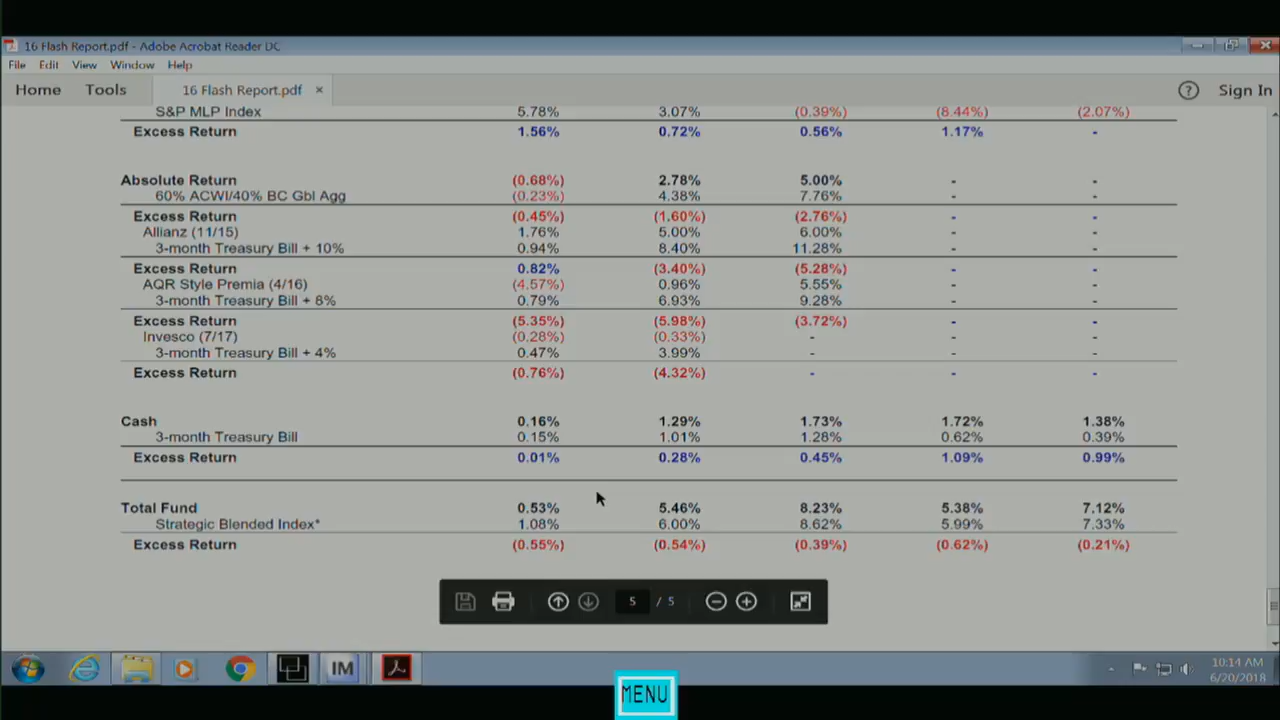 16 Flash Report.pdf - Adobe Acrobat Reader DC
File Edit View Window Help
Home Tools 16 Flash Report.pdf × ? Sign In
S&P MLP Index 5.78% 3.07% (0.39%) (8.44%) (2.07%)
Excess Return 1.56% 0.72% 0.56% 1.17% -
Absolute Return (0.68%) 2.78% 5.00% - -
60% ACWI/40% BC Gbl Agg (0.23%) 4.38% 7.76% - -
Excess Return (0.45%) (1.60%) (2.76%) - -
Allianz (11/15) 1.76% 5.00% 6.00% - -
3-month Treasury Bill + 10% 0.94% 8.40% 11.28% - -
Excess Return 0.82% (3.40%) (5.28%) - -
AQR Style Premia (4/16) (4.57%) 0.96% 5.55% - -
3-month Treasury Bill + 8% 0.79% 6.93% 9.28% - -
Excess Return (5.35%) (5.98%) (3.72%) - -
Invesco (7/17) (0.28%) (0.33%) - - -
3-month Treasury Bill + 4% 0.47% 3.99% - - -
Excess Return (0.76%) (4.32%) - - -
Cash 0.16% 1.29% 1.73% 1.72% 1.38%
3-month Treasury Bill 0.15% 1.01% 1.28% 0.62% 0.39%
Excess Return 0.01% 0.28% 0.45% 1.09% 0.99%
Total Fund 0.53% 5.46% 8.23% 5.38% 7.12%
Strategic Blended Index* 1.08% 6.00% 8.62% 5.99% 7.33%
Excess Return (0.55%) (0.54%) (0.39%) (0.62%) (0.21%)
5 / 5
IM
10:14 AM
6/20/2018
MENU